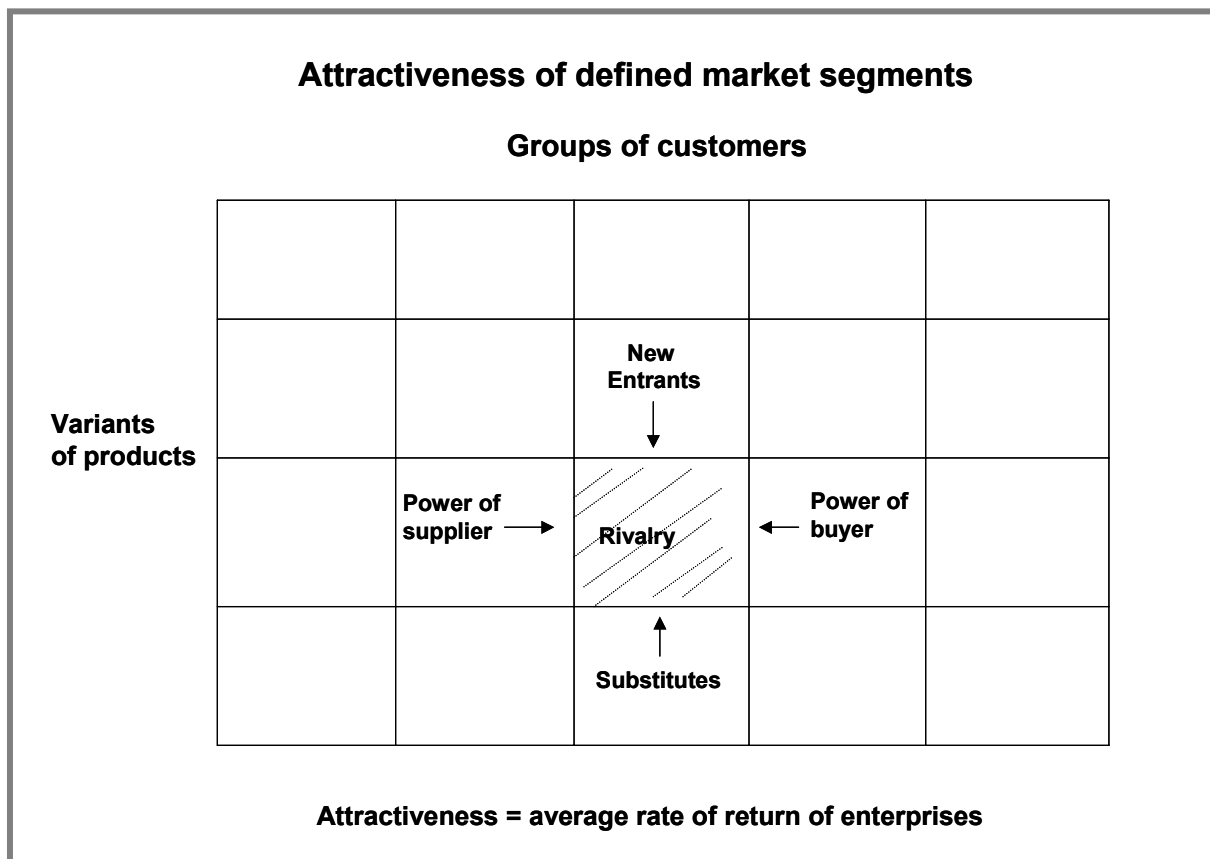 Attractiveness of defined market segments
Groups of customers
New
Entrants
Variants
of products
Power of
supplier
Rivalry
Power of
buyer
Substitutes
Attractiveness = average rate of return of enterprises